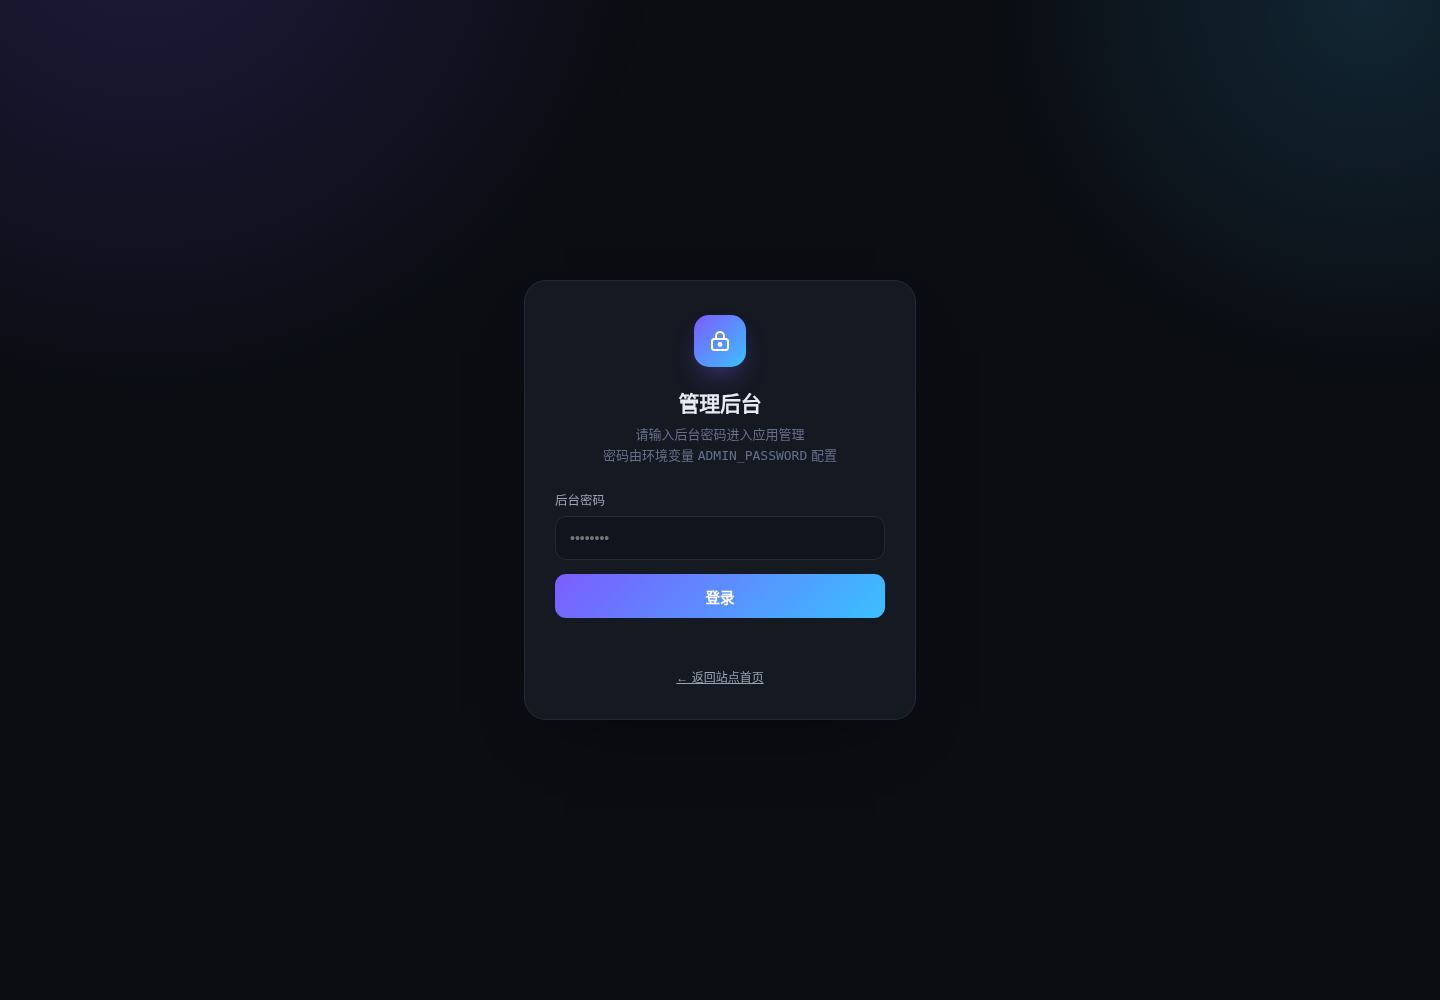 管理后台
请输入后台密码进入应用管理
密码由环境变量 ADMIN_PASSWORD 配置
后台密码
••••••••
登录
← 返回站点首页